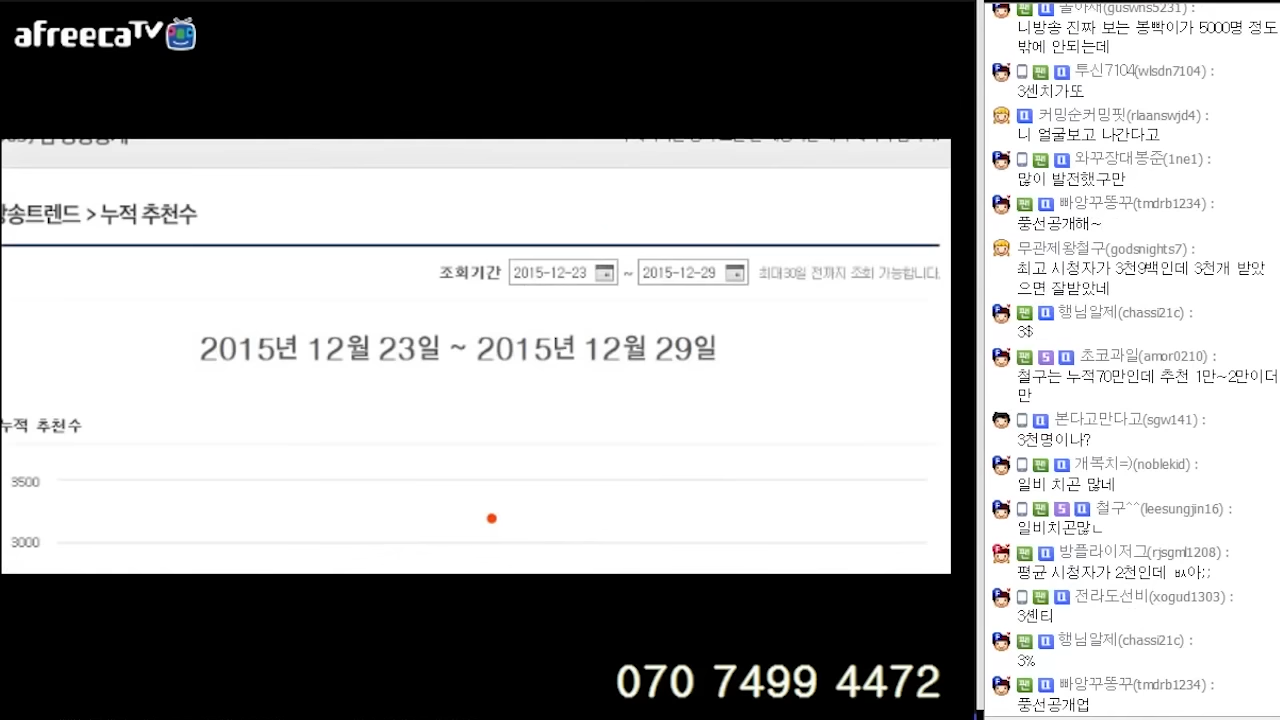 afreecaTV
방송트렌드 > 누적 추천수
조회기간 2015-12-23 ~ 2015-12-29 최대30일 전까지 조회 가능합니다.
2015년 12월 23일 ~ 2015년 12월 29일
누적 추천수
3500
3000
070 7499 4472
(guswns5231) :
니방송 진짜 보는 봉빡이가 5000명 정도
밖에 안되는데
투신7104(wlsdn7104) :
3센치가또
커밍순커밍핏(rlaanswjd4) :
니 얼굴보고 나간다고
와꾸장대봉준(1ne1) :
많이 발전했구만
빠앙꾸똥꾸(tmdrb1234) :
풍선공개해~
무관제왕철구(godsnights7) :
최고 시청자가 3천9백인데 3천개 받았
으면 잘받았네
행님알제(chassi21c) :
3$
초코과일(amor0210) :
철구는 누적70만인데 추천 1만~2만이더
만
본다고만다고(sgw141) :
3천명이나?
개복치=)(noblekid) :
일비 치곤 많네
철구^^(leesungjin16) :
일비치곤많ㄴ
방플라이저그(rjsgml1208) :
평균 시청자가 2천인데 ㅄ아;;
전라도선비(xogud1303) :
3센티
행님알제(chassi21c) :
3%
빠앙꾸똥꾸(tmdrb1234) :
풍선공개업